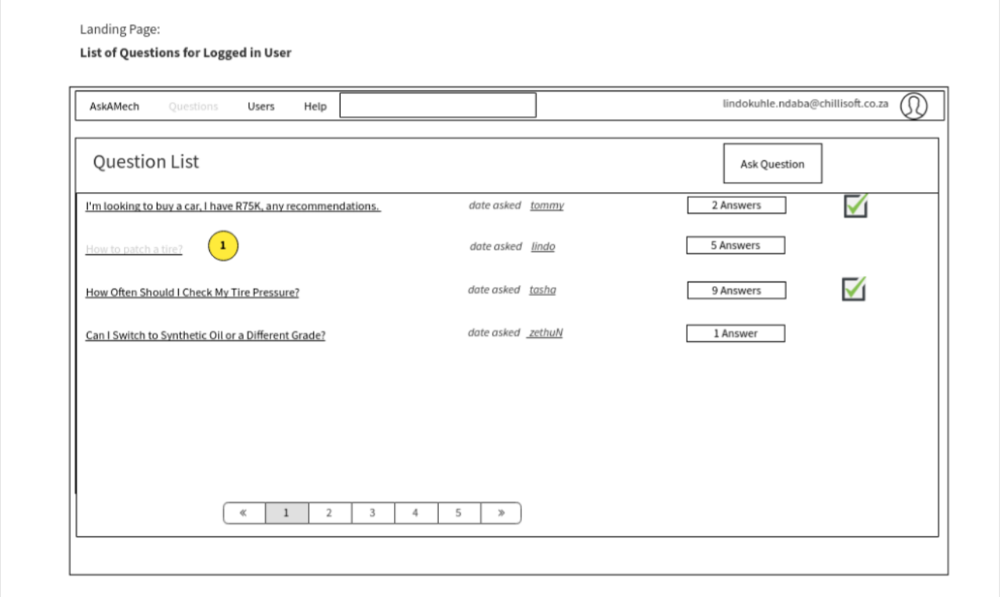 Landing Page:
List of Questions for Logged in User
AskAMech Questions Users Help lindokuhle.ndaba@chillisoft.co.za
Question List Ask Question
I'm looking to buy a car, I have R75K, any recommendations. date asked tommy 2 Answers
How to patch a tire? 1 date asked lindo 5 Answers
How Often Should I Check My Tire Pressure? date asked tasha 9 Answers
Can I Switch to Synthetic Oil or a Different Grade? date asked zethuN 1 Answer
« 1 2 3 4 5 »